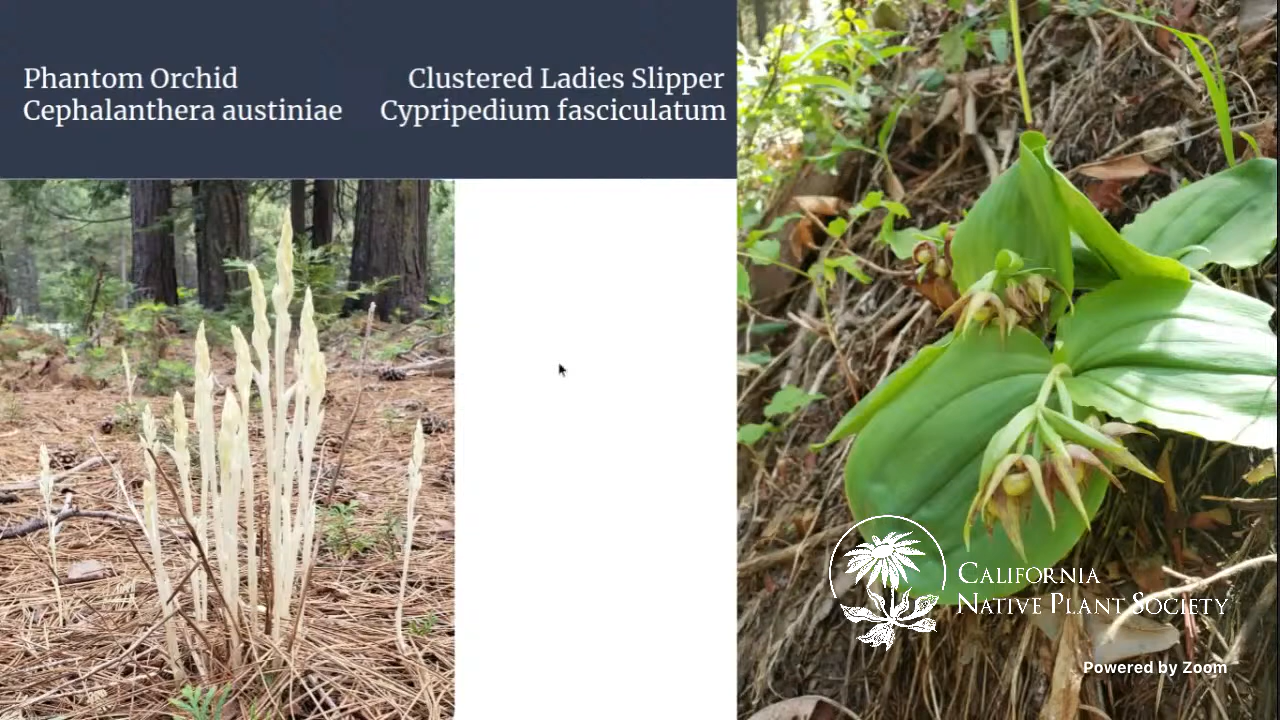 Phantom Orchid
Cephalanthera austiniae
Clustered Ladies Slipper
Cypripedium fasciculatum
California
Native Plant Society
Powered by Zoom